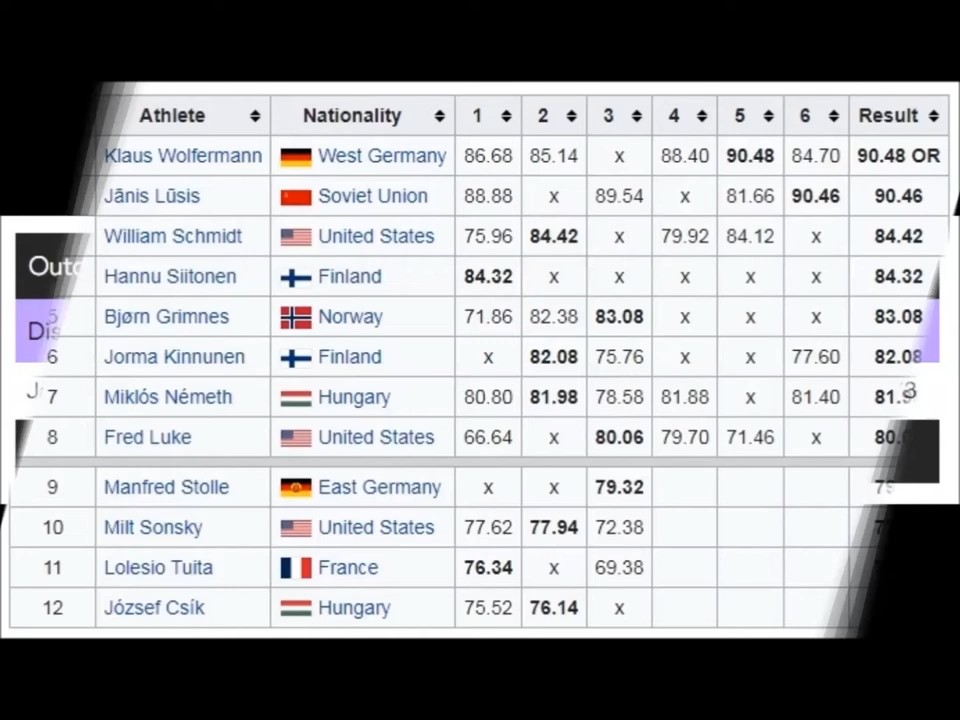 Athlete Nationality 1 2 3 4 5 6 Result
Klaus Wolfermann West Germany 86.68 85.14 x 88.40 90.48 84.70 90.48 OR
Jānis Lūsis Soviet Union 88.88 x 89.54 x 81.66 90.46 90.46
William Schmidt United States 75.96 84.42 x 79.92 84.12 x 84.42
Hannu Siitonen Finland 84.32 x x x x x 84.32
5 Bjørn Grimnes Norway 71.86 82.38 83.08 x x x 83.08
6 Jorma Kinnunen Finland x 82.08 75.76 x x 77.60 82.08
7 Miklós Németh Hungary 80.80 81.98 78.58 81.88 x 81.40
8 Fred Luke United States 66.64 x 80.06 79.70 71.46 x
9 Manfred Stolle East Germany x x 79.32
10 Milt Sonsky United States 77.62 77.94 72.38
11 Lolesio Tuita France 76.34 x 69.38
12 József Csík Hungary 75.52 76.14 x